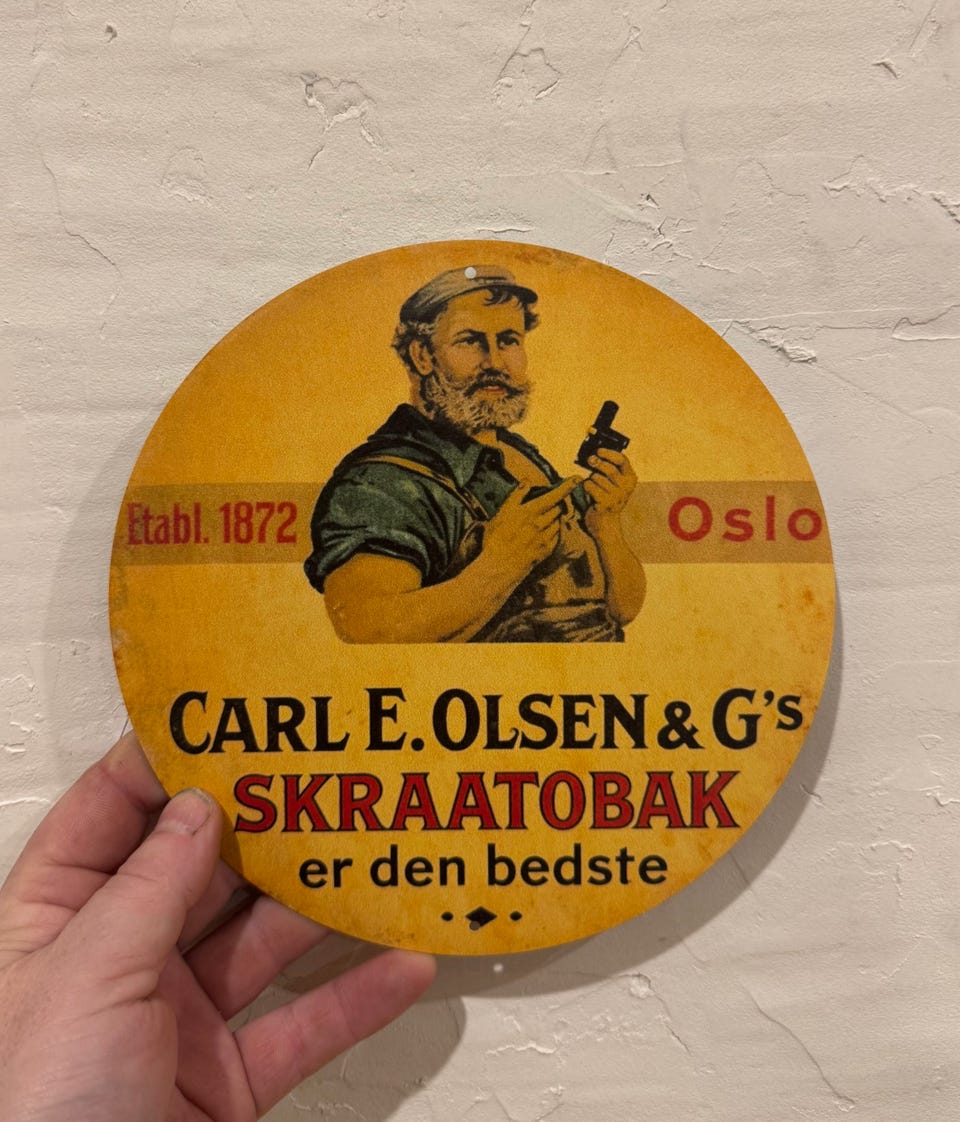 Etabl. 1872 Oslo
CARL E. OLSEN & G's
SKRAATOBAK
er den bedste